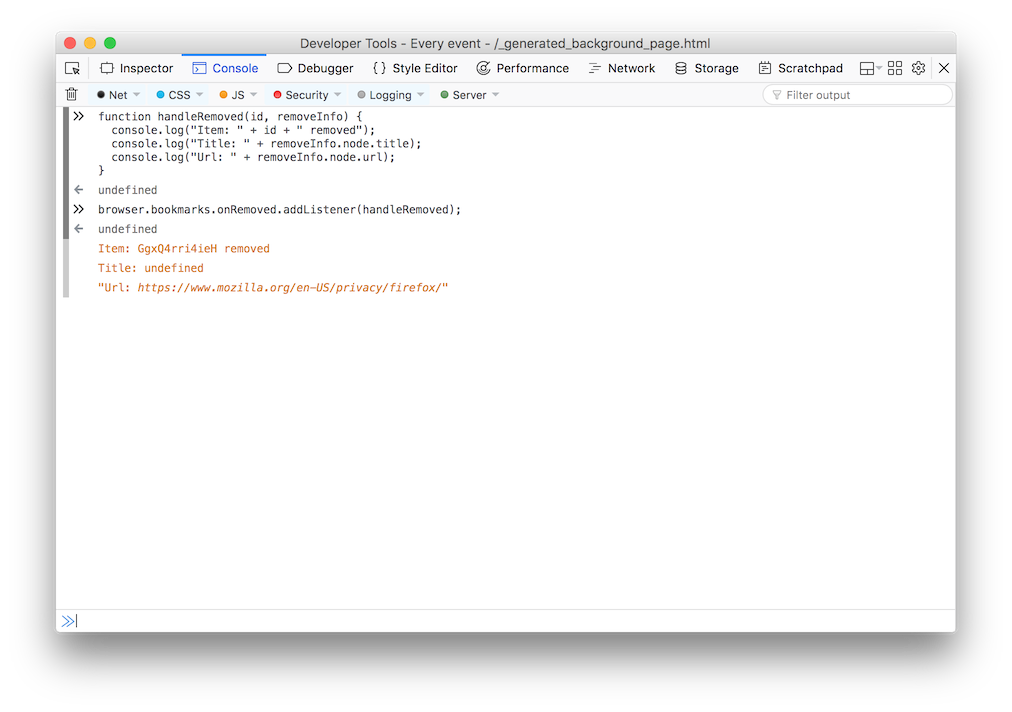 Developer Tools - Every event - /_generated_background_page.html
Inspector Console Debugger { } Style Editor Performance Network Storage Scratchpad
Net CSS JS Security Logging Server Filter output
function handleRemoved(id, removeInfo) {
  console.log("Item: " + id + " removed");
  console.log("Title: " + removeInfo.node.title);
  console.log("Url: " + removeInfo.node.url);
}
undefined
browser.bookmarks.onRemoved.addListener(handleRemoved);
undefined
Item: GgxQ4rri4ieH removed
Title: undefined
"Url: https://www.mozilla.org/en-US/privacy/firefox/"